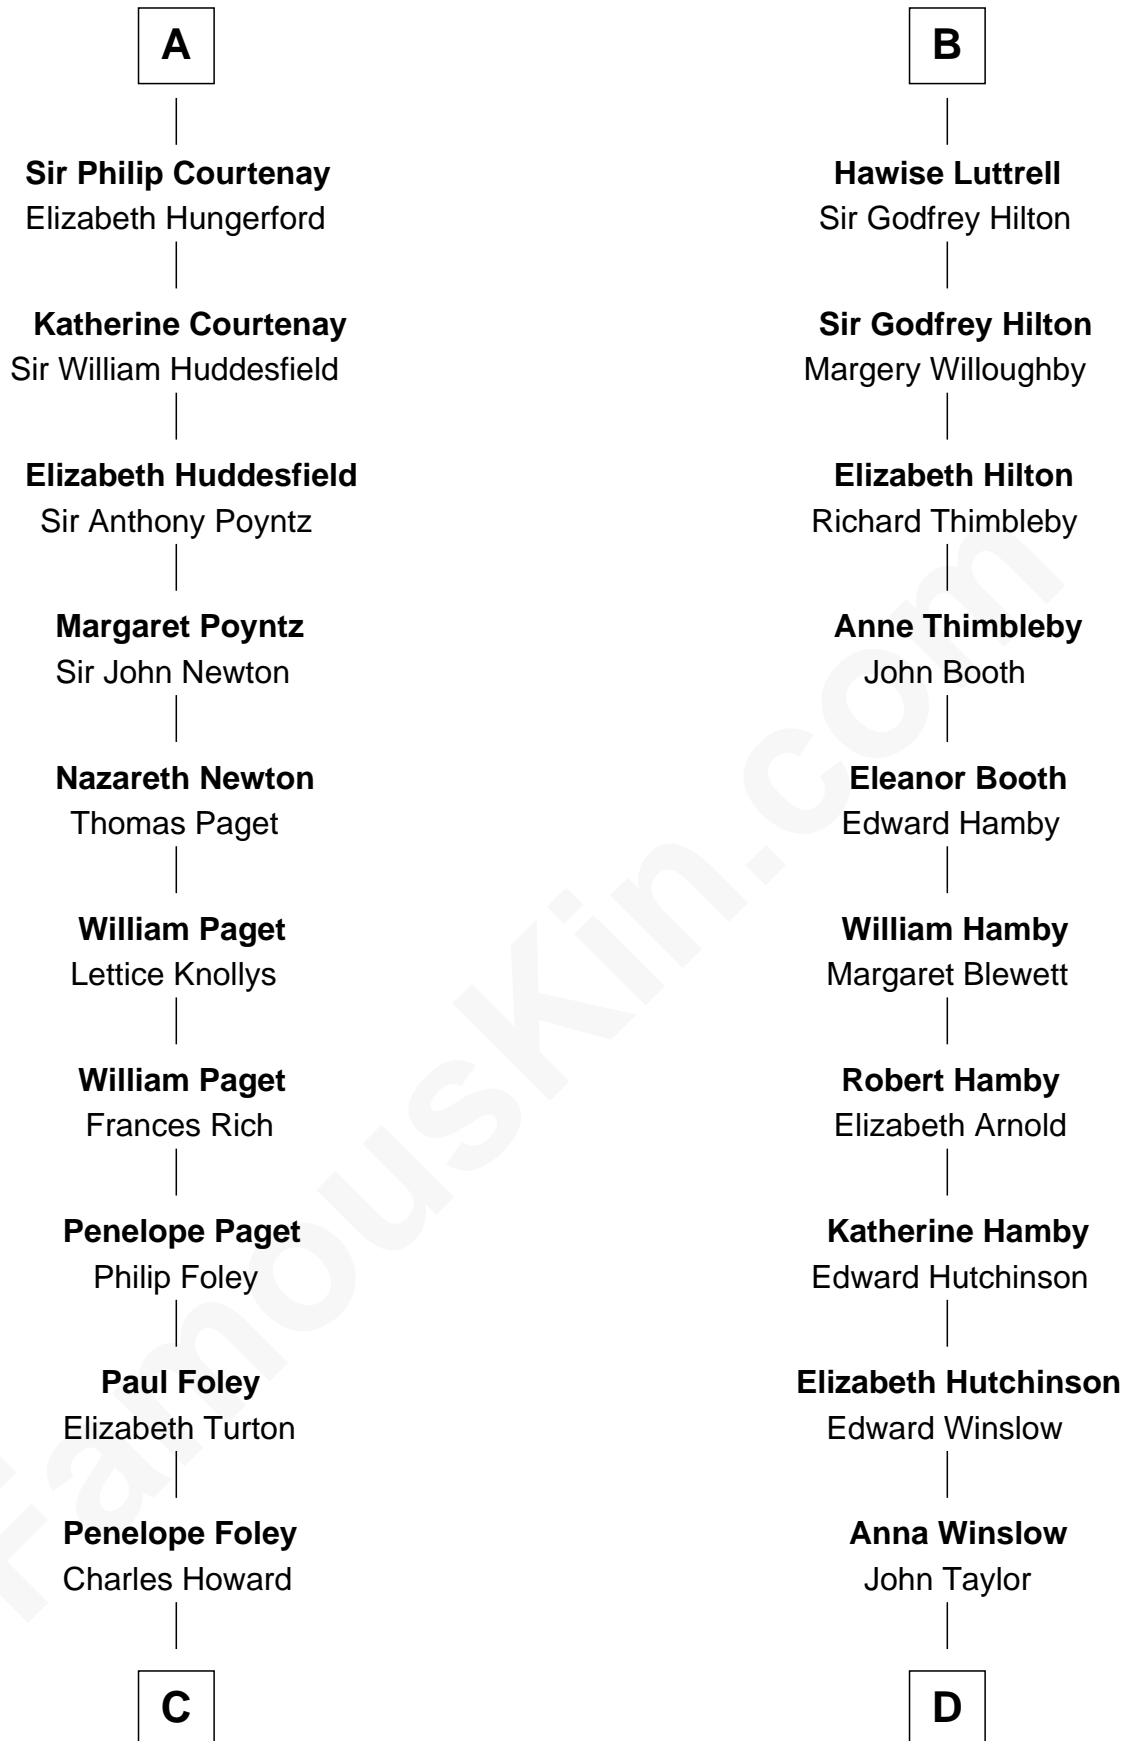 A
Sir Philip Courtenay
Elizabeth Hungerford
Katherine Courtenay
Sir William Huddesfield
Elizabeth Huddesfield
Sir Anthony Poyntz
Margaret Poyntz
Sir John Newton
Nazareth Newton
Thomas Paget
William Paget
Lettice Knollys
William Paget
Frances Rich
Penelope Paget
Philip Foley
Paul Foley
Elizabeth Turton
Penelope Foley
Charles Howard
C
B
Hawise Luttrell
Sir Godfrey Hilton
Sir Godfrey Hilton
Margery Willoughby
Elizabeth Hilton
Richard Thimbleby
Anne Thimbleby
John Booth
Eleanor Booth
Edward Hamby
William Hamby
Margaret Blewett
Robert Hamby
Elizabeth Arnold
Katherine Hamby
Edward Hutchinson
Elizabeth Hutchinson
Edward Winslow
Anna Winslow
John Taylor
D
FamousKin.com